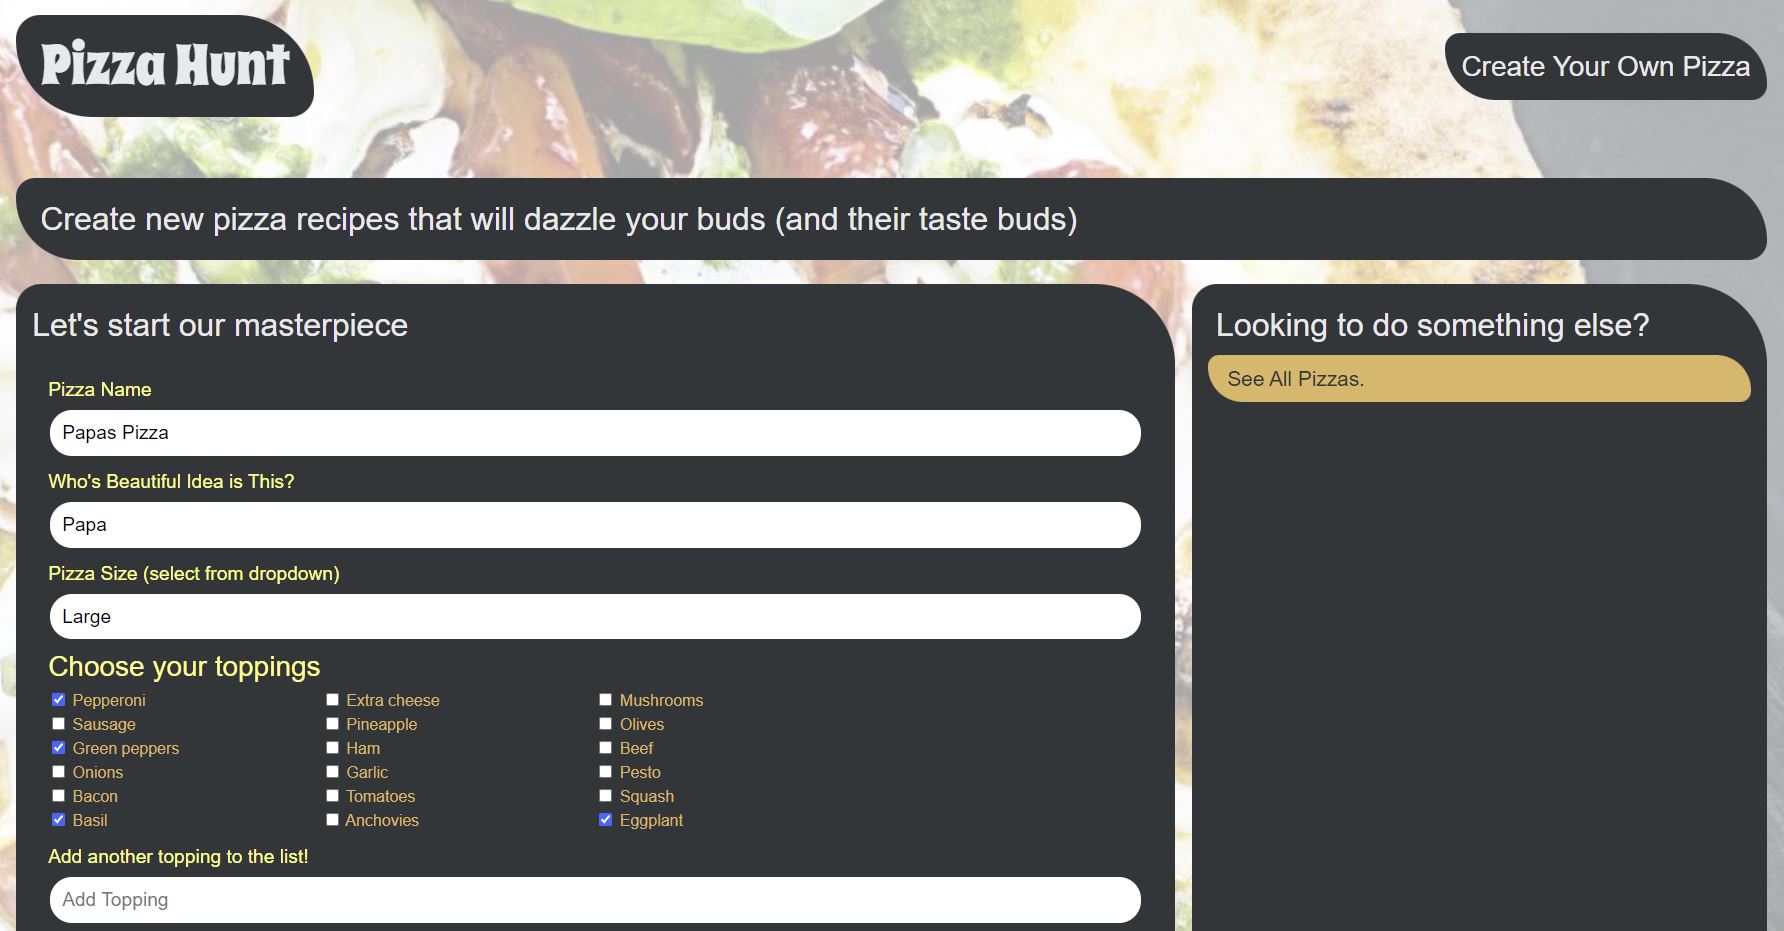 Pizza Hunt
Create Your Own Pizza
Create new pizza recipes that will dazzle your buds (and their taste buds)
Let's start our masterpiece
Pizza Name
Papas Pizza
Who's Beautiful Idea is This?
Papa
Pizza Size (select from dropdown)
Large
Choose your toppings
Pepperoni Extra cheese Mushrooms
Sausage Pineapple Olives
Green peppers Ham Beef
Onions Garlic Pesto
Bacon Tomatoes Squash
Basil Anchovies Eggplant
Add another topping to the list!
Add Topping
Looking to do something else?
See All Pizzas.